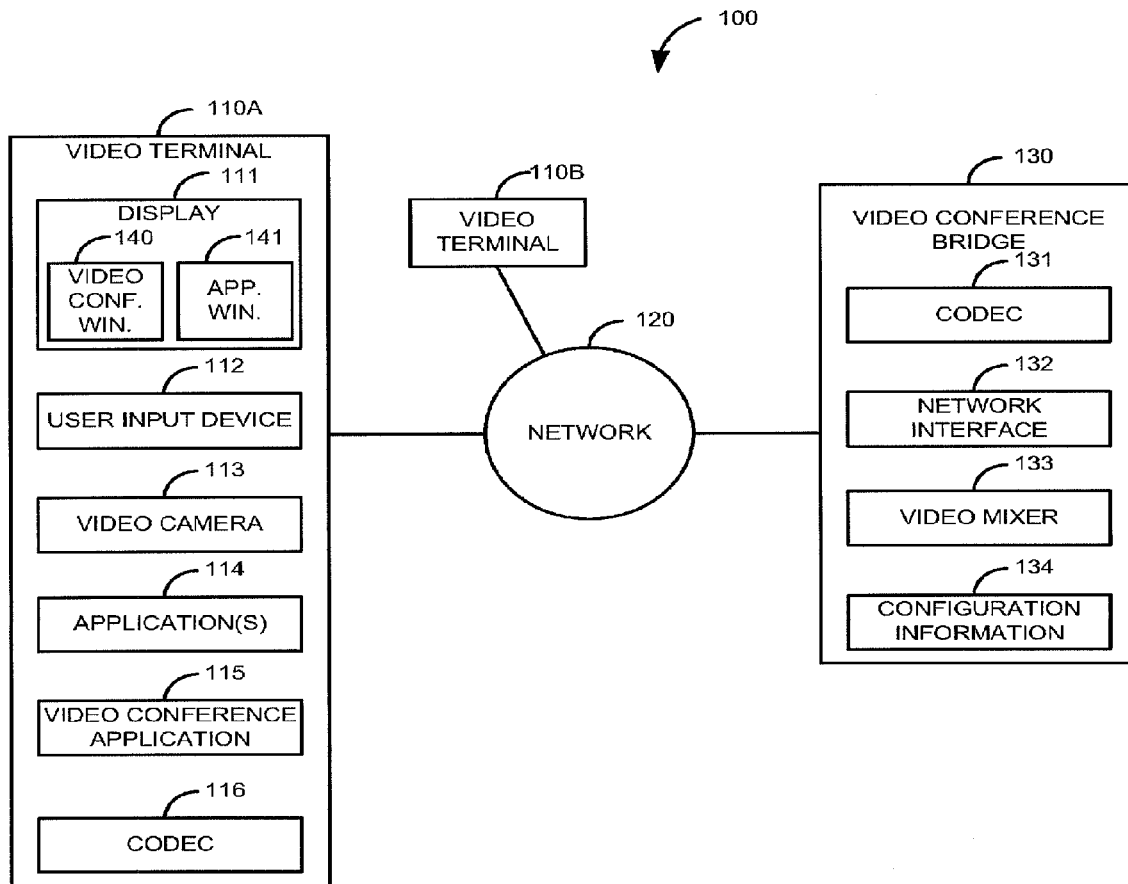 100
110A
VIDEO TERMINAL
111
DISPLAY
140
VIDEO
CONF.
WIN.
141
APP.
WIN.
112
USER INPUT DEVICE
113
VIDEO CAMERA
114
APPLICATION(S)
115
VIDEO CONFERENCE
APPLICATION
116
CODEC
110B
VIDEO
TERMINAL
120
NETWORK
130
VIDEO CONFERENCE
BRIDGE
131
CODEC
132
NETWORK
INTERFACE
133
VIDEO MIXER
134
CONFIGURATION
INFORMATION